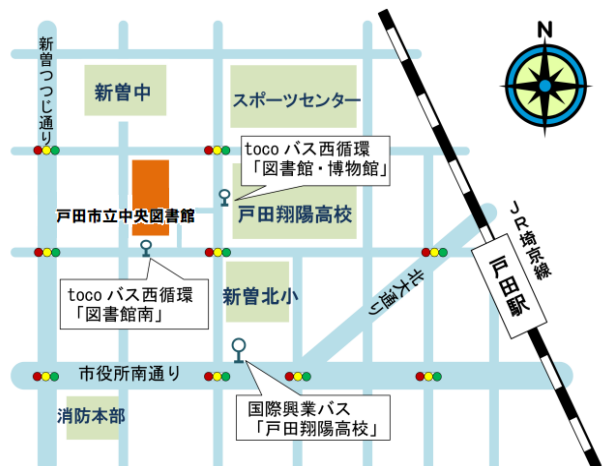 N
新曽つつじ通り
新曽中
スポーツセンター
tocoバス西循環
「図書館・博物館」
戸田市立中央図書館
戸田翔陽高校
JR埼京線
戸田駅
tocoバス西循環
「図書館南」
新曽北小
北大通り
市役所南通り
消防本部
国際興業バス
「戸田翔陽高校」